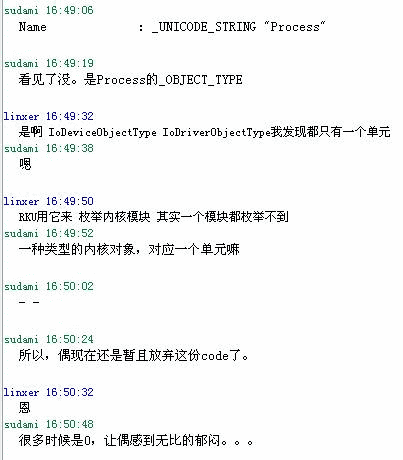 sudami 16:49:06
Name : _UNICODE_STRING "Process"
sudami 16:49:19
看见了没。是Process的_OBJECT_TYPE
linxer 16:49:32
是啊 IoDeviceObjectType IoDriverObjectType我发现都只有一个单元
sudami 16:49:38
嗯
linxer 16:49:50
RKU用它来 枚举内核模块 其实一个模块都枚举不到
sudami 16:49:52
一种类型的内核对象，对应一个单元嘛
sudami 16:50:02
- -
sudami 16:50:24
所以，偶现在还是暂且放弃这份code了。
linxer 16:50:32
恩
sudami 16:50:48
很多时候是0，让偶感到无比的郁闷。。。